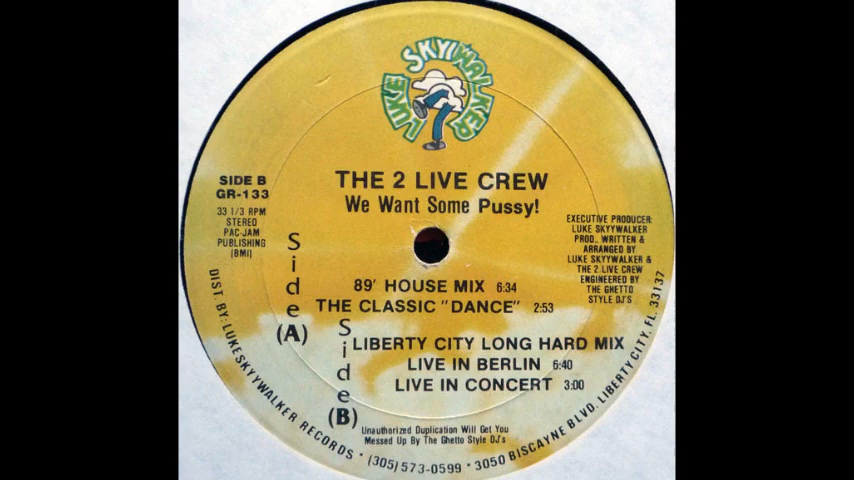 LUKE SKYYWALKER
THE 2 LIVE CREW
We Want Some Pussy!
SIDE B
GR-133
33 1/3 RPM
STEREO
PAC-JAM
PUBLISHING
(BMI)
EXECUTIVE PRODUCER:
LUKE SKYYWALKER
PROD., WRITTEN &
ARRANGED BY
LUKE SKYYWALKER &
THE 2 LIVE CREW
ENGINEERED BY
THE GHETTO
STYLE DJ'S
Side
(A)
89' HOUSE MIX 6:34
THE CLASSIC "DANCE" 2:53
Side
(B)
LIBERTY CITY LONG HARD MIX
LIVE IN BERLIN 6:40
LIVE IN CONCERT 3:00
Unauthorized Duplication Will Get You
Messed Up By The Ghetto Style DJ's
DIST. BY: LUKE SKYYWALKER RECORDS • (305) 573-0599 • 3050 BISCAYNE BLVD. LIBERTY CITY, FL. 33137